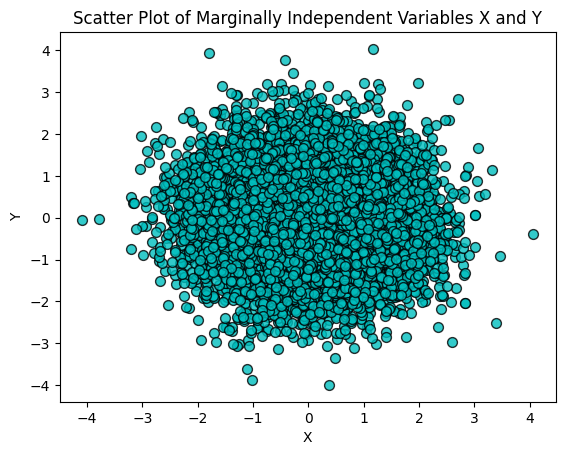 Scatter Plot of Marginally Independent Variables X and Y
4
3
2
1
0
−1
−2
−3
−4
Y
−4 −3 −2 −1 0 1 2 3 4
X